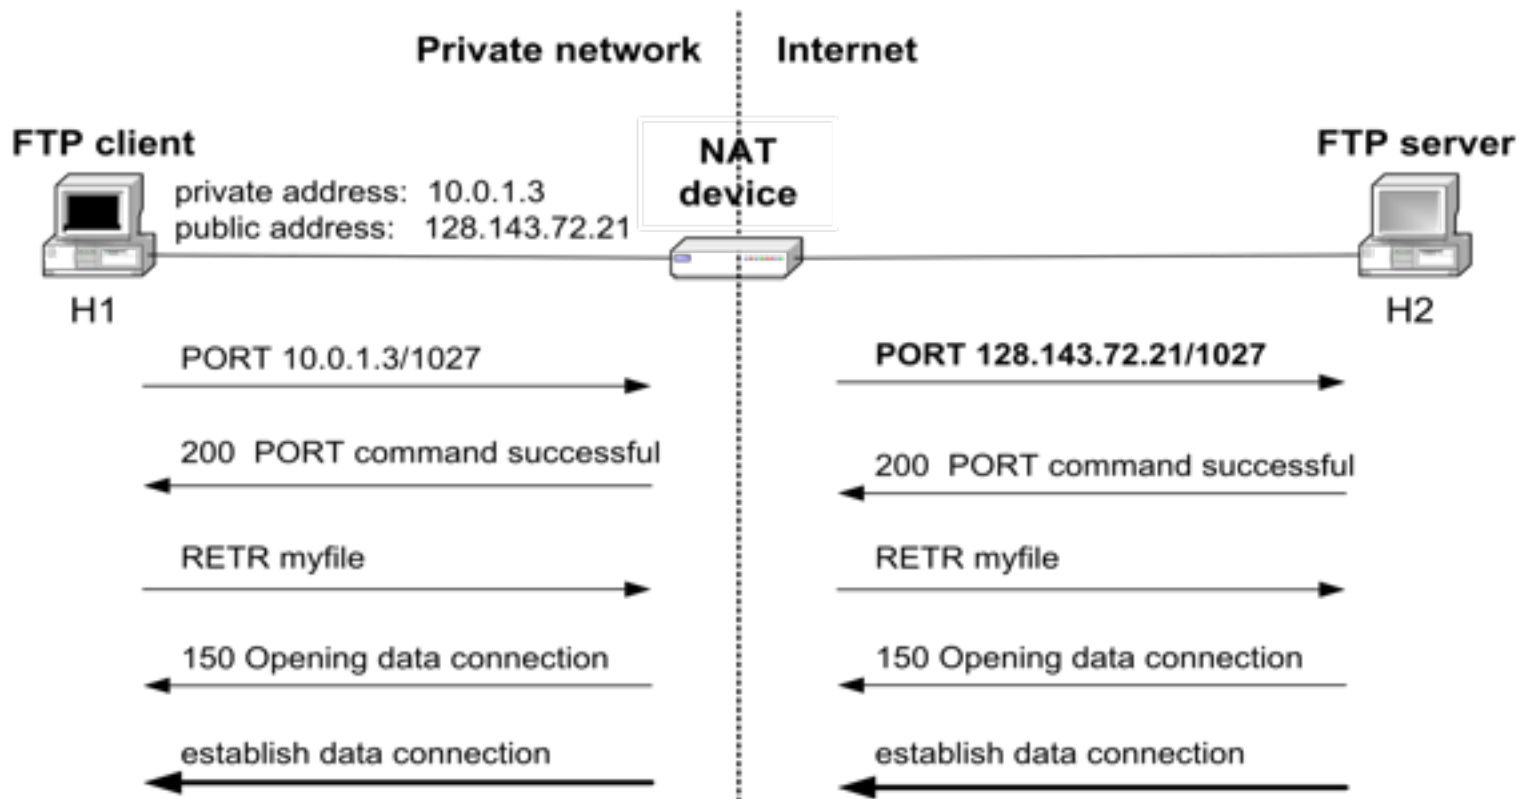 Private network
Internet
FTP client
NAT
device
FTP server
private address: 10.0.1.3
public address: 128.143.72.21
H1
H2
PORT 10.0.1.3/1027
PORT 128.143.72.21/1027
200 PORT command successful
200 PORT command successful
RETR myfile
RETR myfile
150 Opening data connection
150 Opening data connection
establish data connection
establish data connection